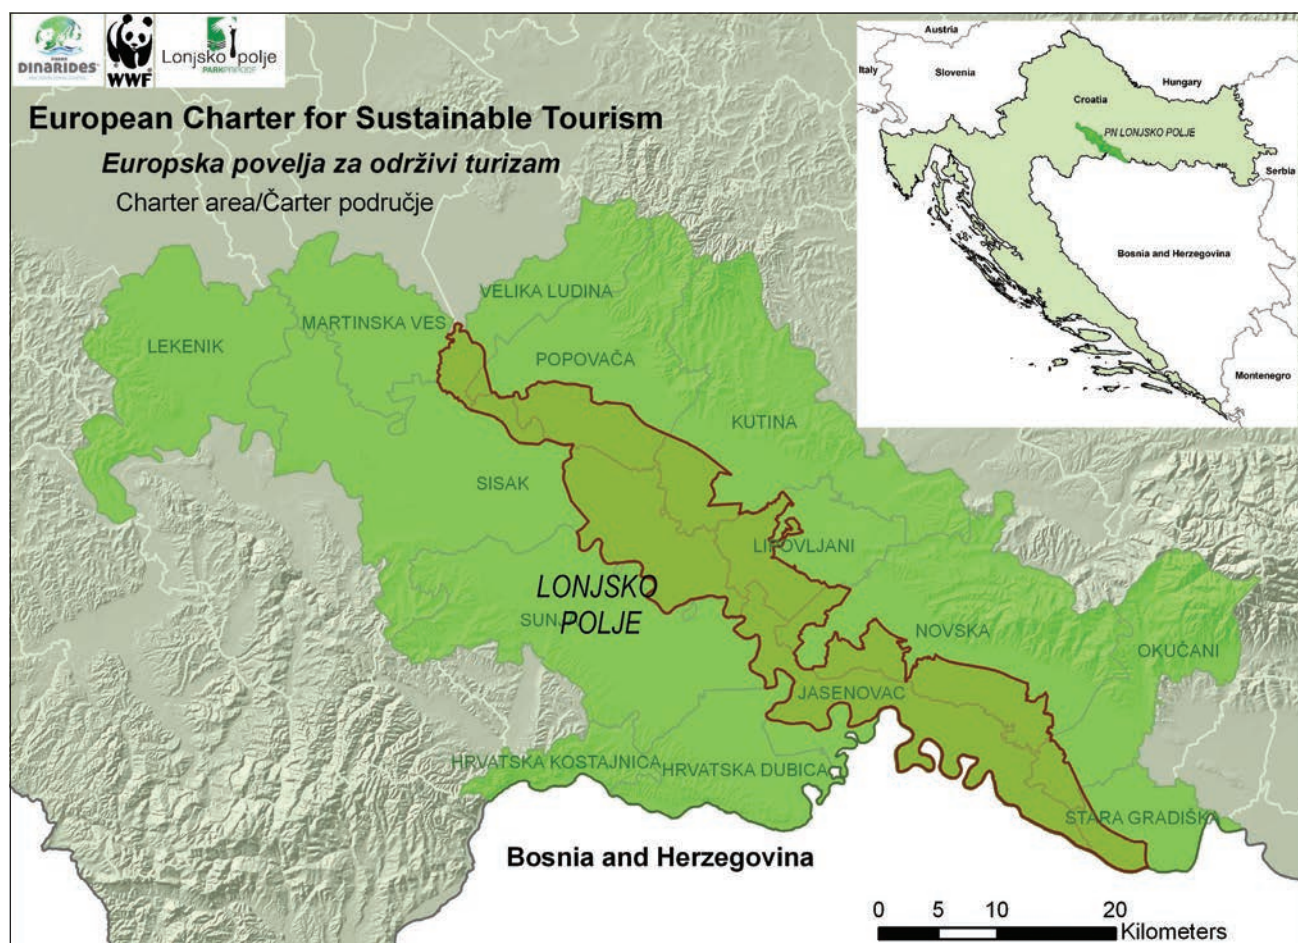 PARKS
DINARIDES
WWF
Lonjsko polje
PARK PRIRODE
European Charter for Sustainable Tourism
Europska povelja za održivi turizam
Charter area/Čarter područje
Austria
Italy
Slovenia
Hungary
Croatia
PN LONJSKO POLJE
Serbia
Bosnia and Herzegovina
Montenegro
VELIKA LUDINA
MARTINSKA VES
LEKENIK
POPOVAČA
KUTINA
SISAK
LIPOVLJANI
LONJSKO
POLJE
NOVSKA
OKUČANI
JASENOVAC
HRVATSKA KOSTAJNICA
HRVATSKA DUBICA
STARA GRADIŠKA
Bosnia and Herzegovina
0 5 10 20
Kilometers